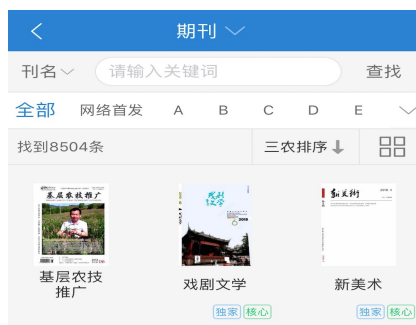 期刊
刊名
请输入关键词
查找
全部
网络首发
A
B
C
D
E
找到8504条
三农排序
基层农技推广
戏剧文学
新美术
基层农技
推广
戏剧文学
新美术
独家
核心
独家
核心